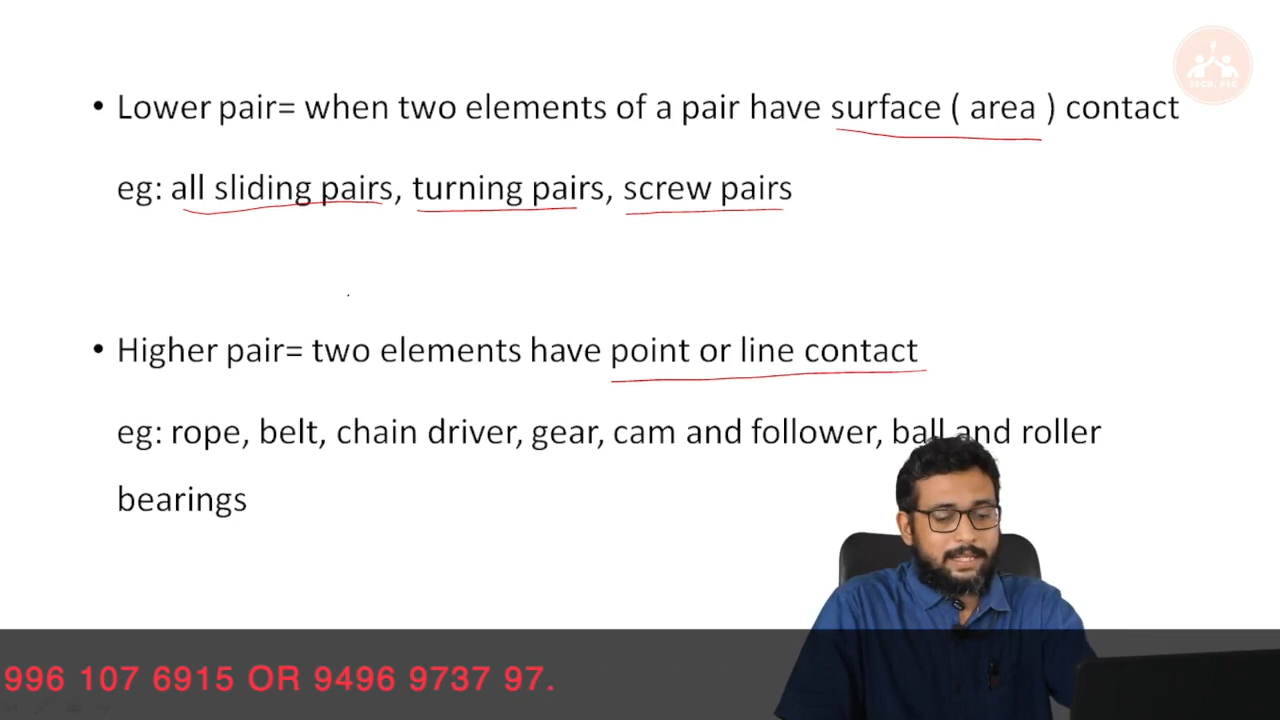 • Lower pair= when two elements of a pair have surface ( area ) contact
eg: all sliding pairs, turning pairs, screw pairs
• Higher pair= two elements have point or line contact
eg: rope, belt, chain driver, gear, cam and follower, ball and roller
bearings
996 107 6915 OR 9496 9737 97.